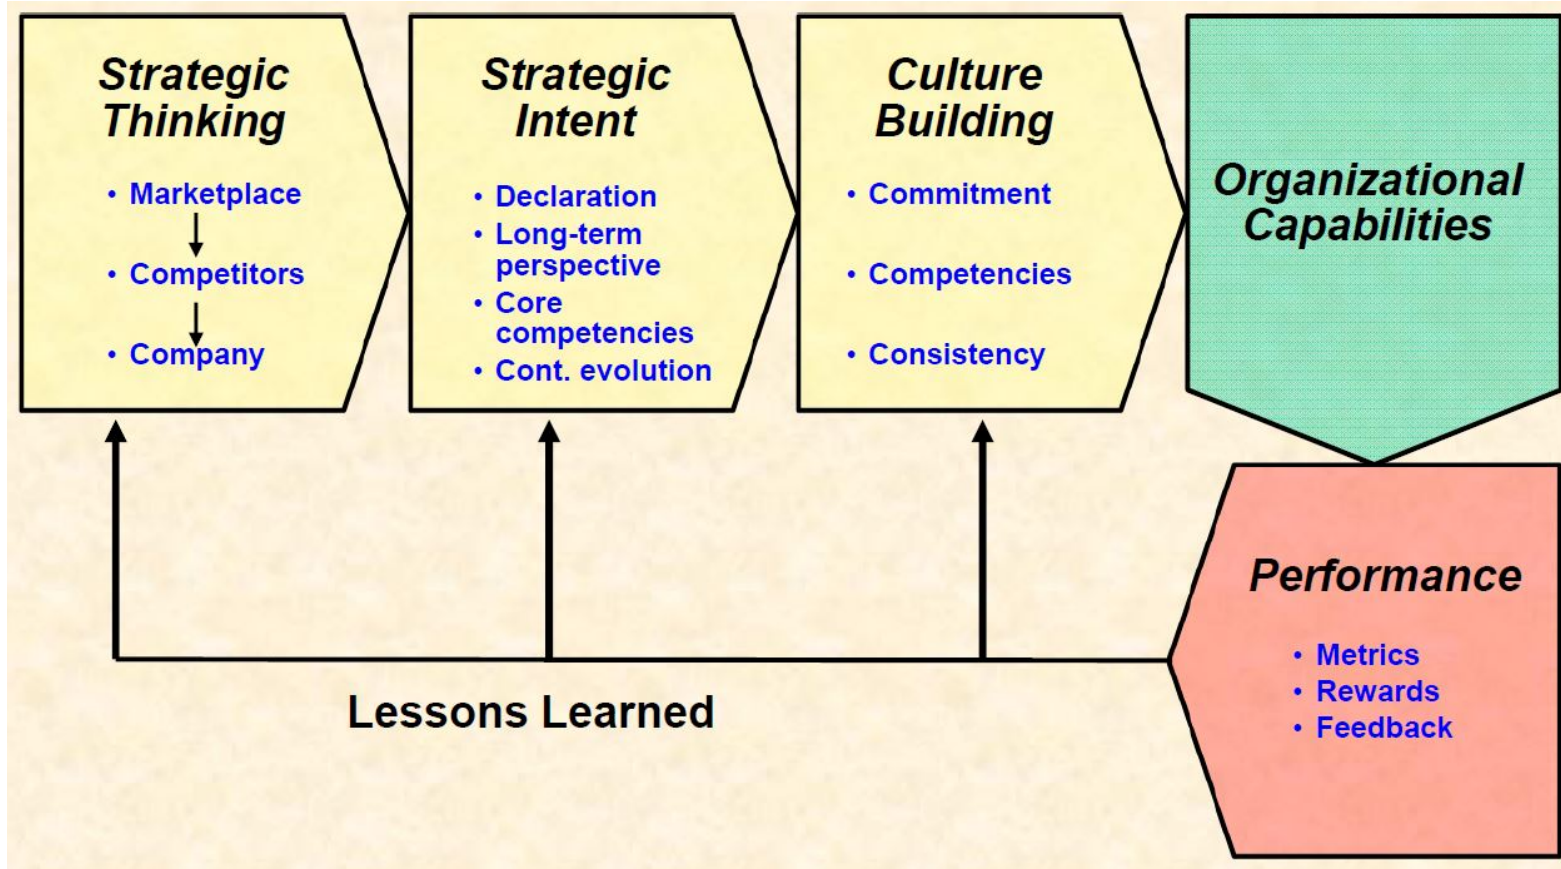 Strategic
Thinking
• Marketplace
• Competitors
• Company
Strategic
Intent
• Declaration
• Long-term
perspective
• Core
competencies
• Cont. evolution
Culture
Building
• Commitment
• Competencies
• Consistency
Organizational
Capabilities
Performance
• Metrics
• Rewards
• Feedback
Lessons Learned